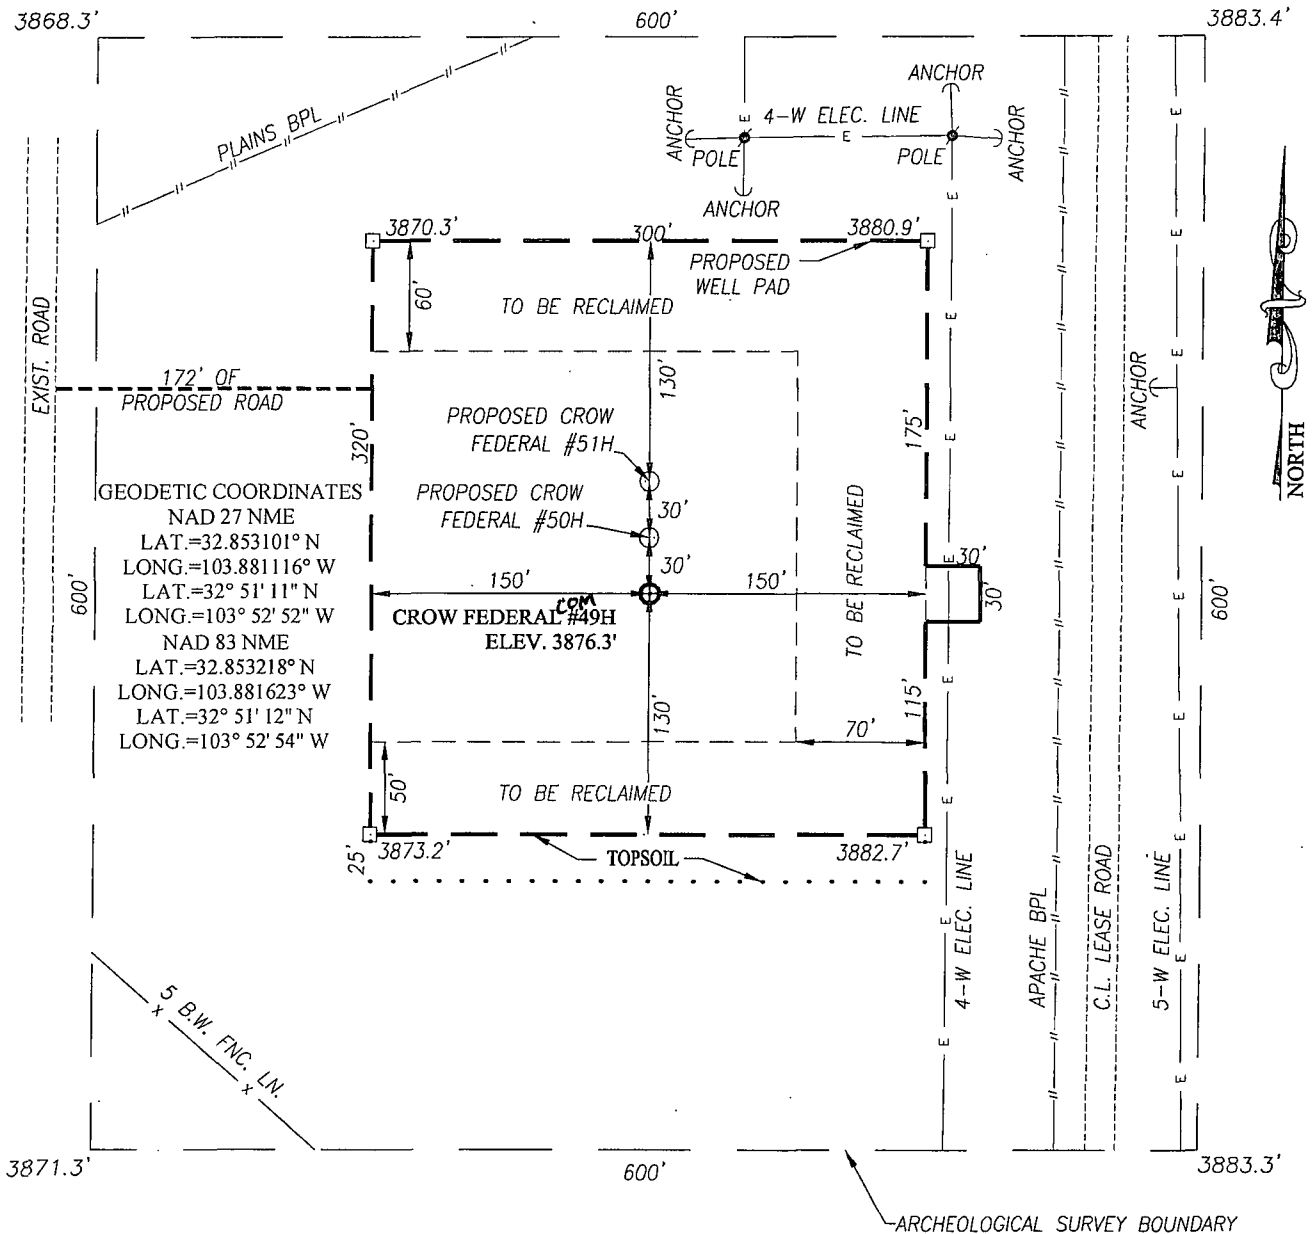 3868.3'
600'
3883.4'
PLAINS BPL
ANCHOR
ANCHOR
4-W ELEC. LINE
E
E
POLE
POLE
ANCHOR
ANCHOR
3870.3'
300'
3880.9'
PROPOSED
WELL PAD
60'
TO BE RECLAIMED
EXIST. ROAD
172' OF
PROPOSED ROAD
130'
ANCHOR
NORTH
320'
175'
PROPOSED CROW
FEDERAL #51H
PROPOSED CROW
FEDERAL #50H
30'
30'
GEODETIC COORDINATES
NAD 27 NME
LAT.=32.853101° N
LONG.=103.881116° W
LAT.=32° 51' 11" N
LONG.=103° 52' 52" W
NAD 83 NME
LAT.=32.853218° N
LONG.=103.881623° W
LAT.=32° 51' 12" N
LONG.=103° 52' 54" W
600'
150'
150'
COM
CROW FEDERAL #49H
ELEV. 3876.3'
TO BE RECLAIMED
30'
30'
600'
130'
115'
70'
50'
TO BE RECLAIMED
3873.2'
3882.7'
25'
TOPSOIL
4-W ELEC. LINE
APACHE BPL
C.L. LEASE ROAD
5-W ELEC. LINE
5 B.W. FNC. LN.
x
x
3871.3'
600'
3883.3'
ARCHEOLOGICAL SURVEY BOUNDARY